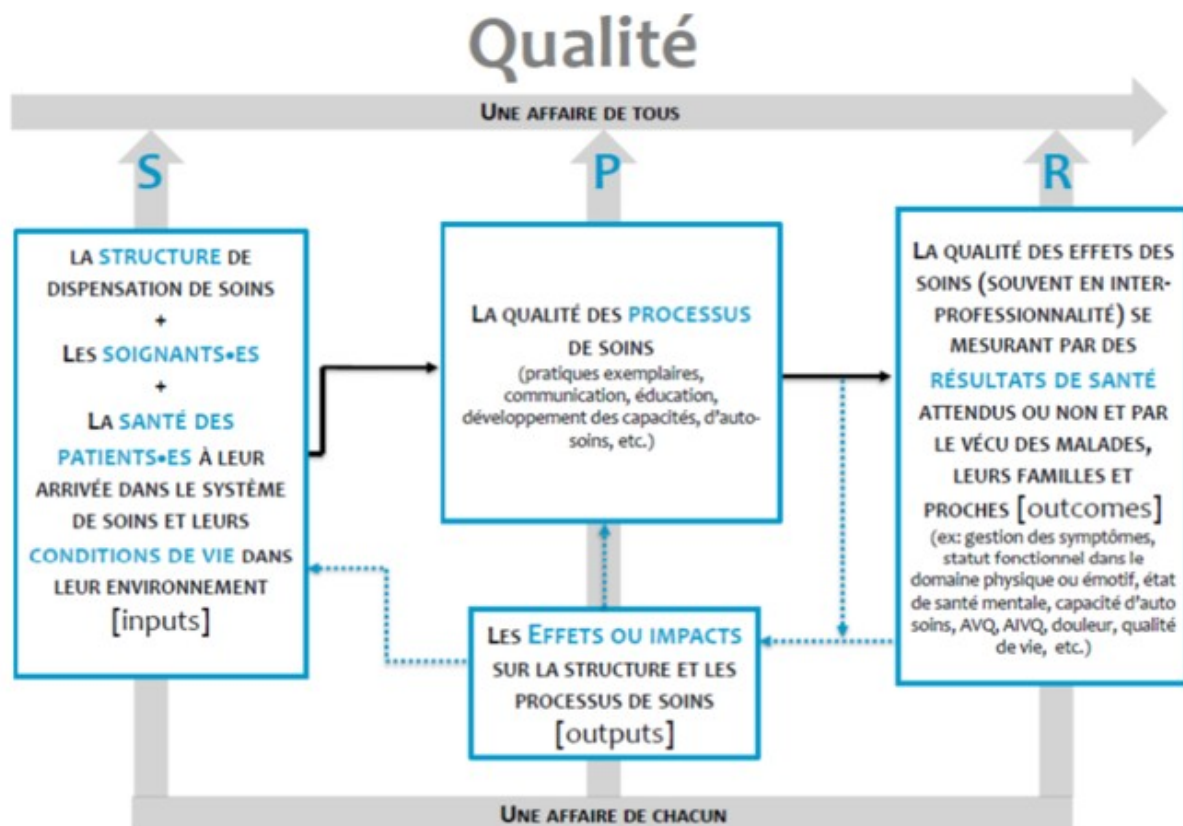 Qualité
UNE AFFAIRE DE TOUS
S
P
R
LA STRUCTURE DE
DISPENSATION DE SOINS
+
LES SOIGNANTS•ES
+
LA SANTÉ DES
PATIENTS•ES À LEUR
ARRIVÉE DANS LE SYSTÈME
DE SOINS ET LEURS
CONDITIONS DE VIE DANS
LEUR ENVIRONNEMENT
[inputs]
LA QUALITÉ DES PROCESSUS
DE SOINS
(pratiques exemplaires,
communication, éducation,
développement des capacités, d'auto-
soins, etc.)
LA QUALITÉ DES EFFETS DES
SOINS (SOUVENT EN INTER-
PROFESSIONNALITÉ) SE
MESURANT PAR DES
RÉSULTATS DE SANTÉ
ATTENDUS OU NON ET PAR
LE VÉCU DES MALADES,
LEURS FAMILLES ET
PROCHES [outcomes]
(ex: gestion des symptômes,
statut fonctionnel dans le
domaine physique ou émotif, état
de santé mentale, capacité d'auto
soins, AVQ, AIVQ, douleur, qualité
de vie, etc.)
LES EFFETS OU IMPACTS
SUR LA STRUCTURE ET LES
PROCESSUS DE SOINS
[outputs]
UNE AFFAIRE DE CHACUN